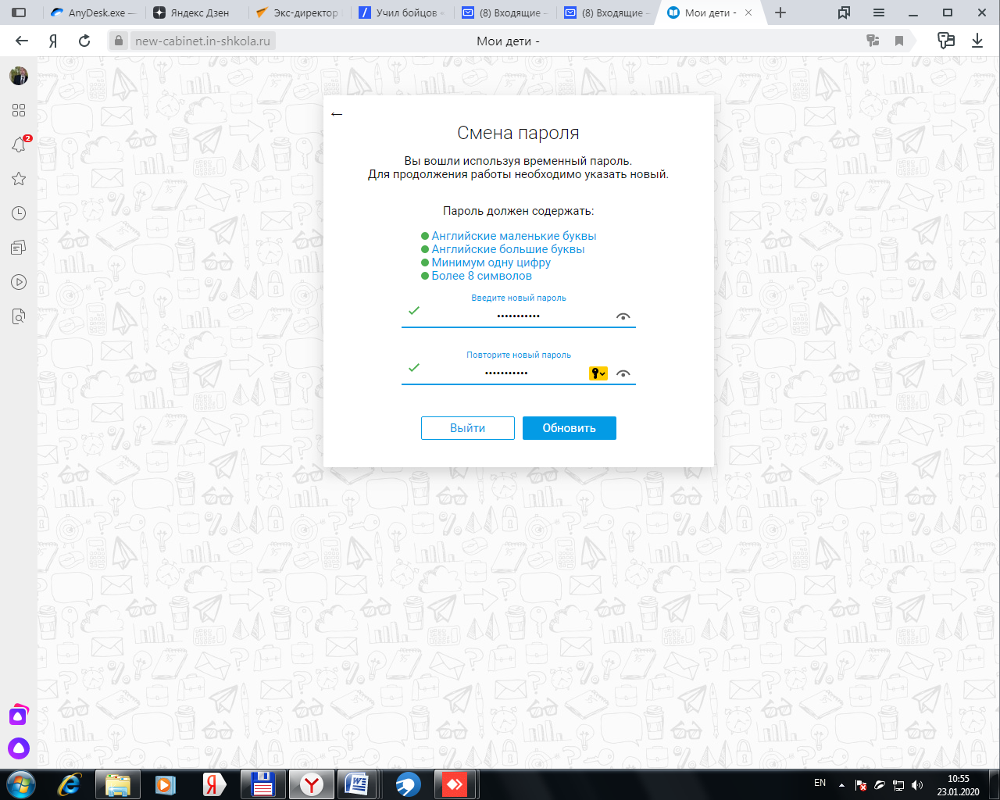 AnyDesk.exe —
Яндекс Дзен
Экс-директор
Учил бойцов «
(8) Входящие –
(8) Входящие –
Мои дети -
new-cabinet.in-shkola.ru
Мои дети -
2
Смена пароля
Вы вошли используя временный пароль.
Для продолжения работы необходимо указать новый.
Пароль должен содержать:
Английские маленькие буквы
Английские большие буквы
Минимум одну цифру
Более 8 символов
Введите новый пароль
•••••••••••
Повторите новый пароль
•••••••••••
Выйти
Обновить
EN
10:55
23.01.2020